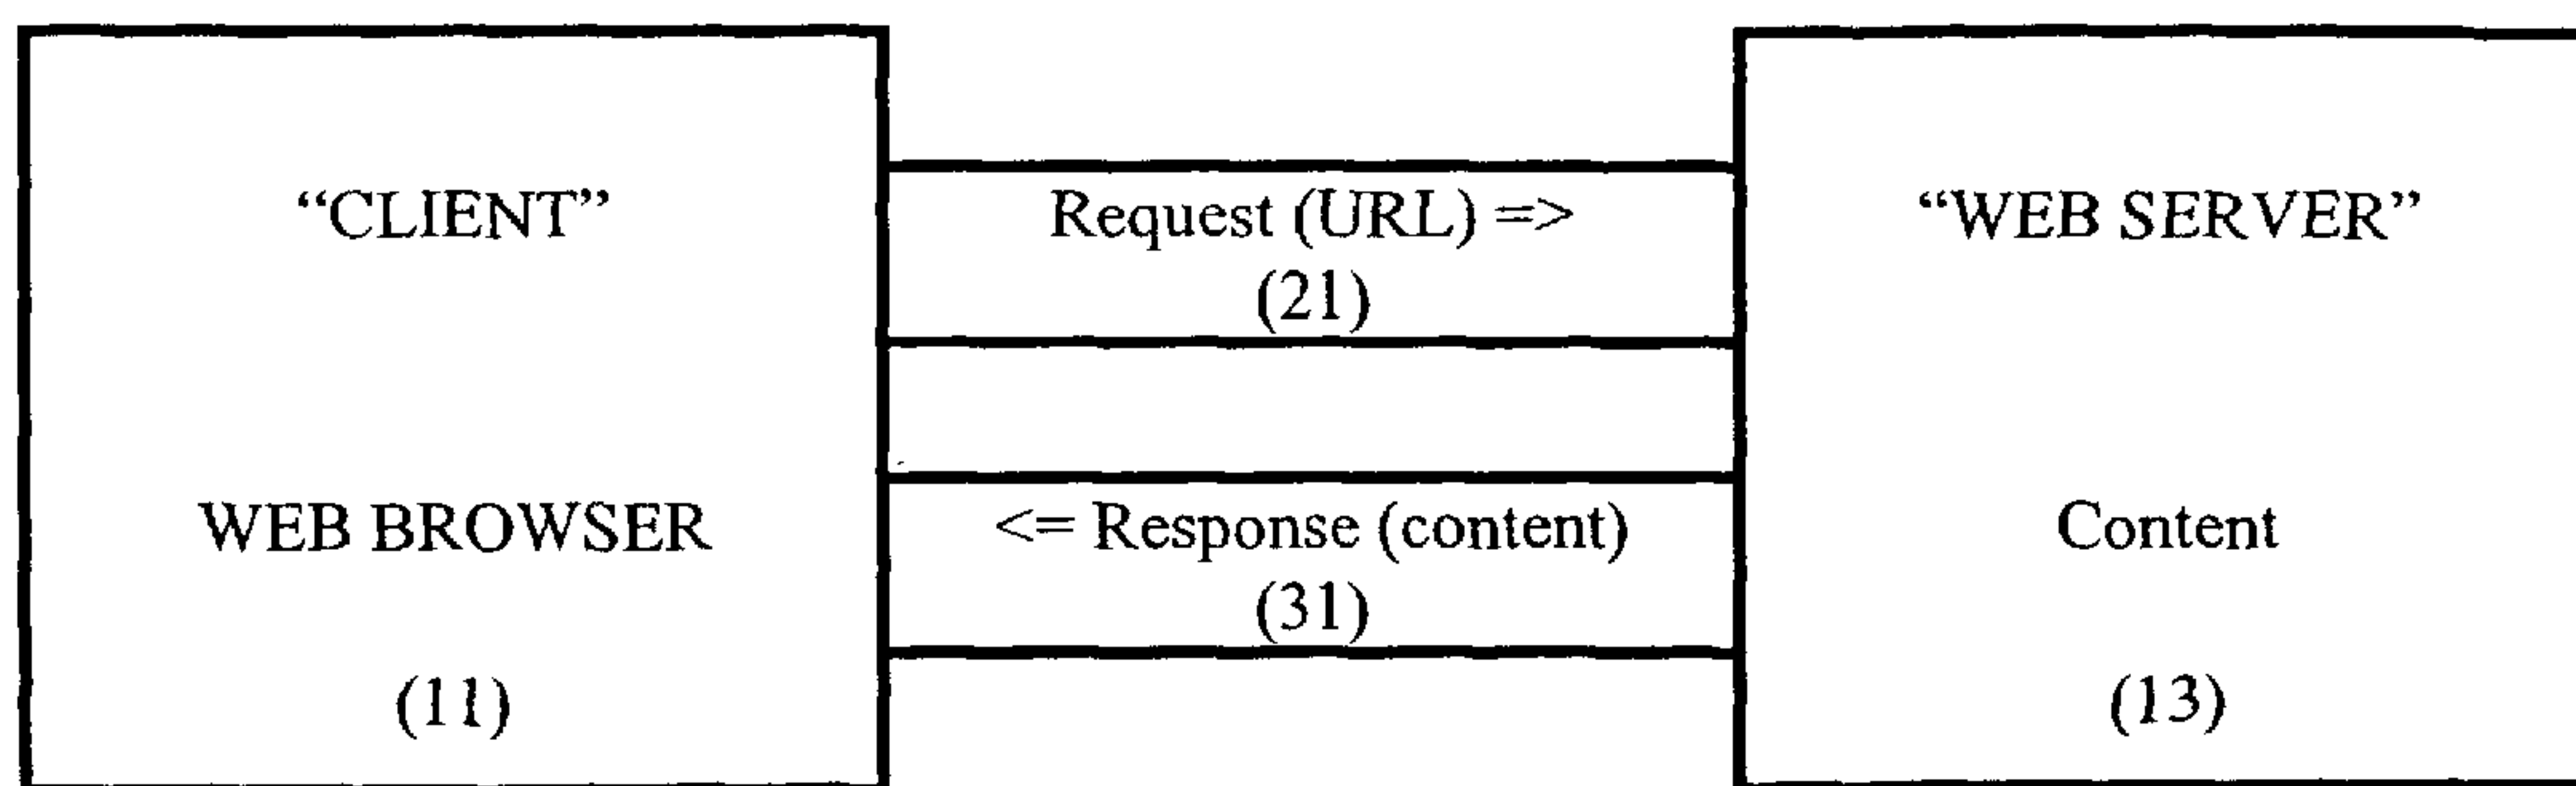 “CLIENT”
WEB BROWSER
(11)
Request (URL) =>
(21)
<= Response (content)
(31)
“WEB SERVER”
Content
(13)